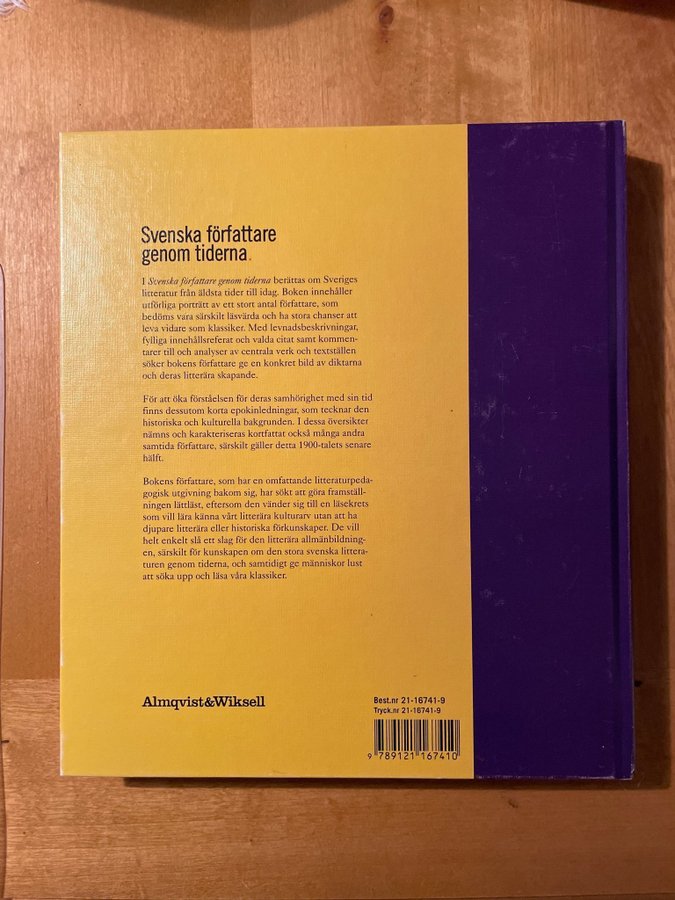 Svenska författare
genom tiderna.
I Svenska författare genom tiderna berättas om Sveriges
litteratur från äldsta tider till idag. Boken innehåller
utförliga porträtt av ett stort antal författare, som
bedöms vara särskilt läsvärda och ha stora chanser att
leva vidare som klassiker. Med levnadsbeskrivningar,
fylliga innehållsreferat och valda citat samt kommen-
tarer till och analyser av centrala verk och textställen
söker bokens författare ge en konkret bild av diktarna
och deras litterära skapande.
För att öka förståelsen för deras samhörighet med sin tid
finns dessutom korta epokinledningar, som tecknar den
historiska och kulturella bakgrunden. I dessa översikter
nämns och karakteriseras kortfattat också många andra
samtida författare, särskilt gäller detta 1900-talets senare
hälft.
Bokens författare, som har en omfattande litteraturpeda-
gogisk utgivning bakom sig, har sökt att göra framställ-
ningen lättläst, eftersom den vänder sig till en läsekrets
som vill lära känna vårt litterära kulturarv utan att ha
djupare litterära eller historiska förkunskaper. De vill
helt enkelt slå ett slag för den litterära allmänbildning-
en, särskilt för kunskapen om den stora svenska littera-
turen genom tiderna, och samtidigt ge människor lust
att söka upp och läsa våra klassiker.
Almqvist&Wiksell
Best.nr 21-16741-9
Tryck.nr 21-16741-9
9 789121 167410